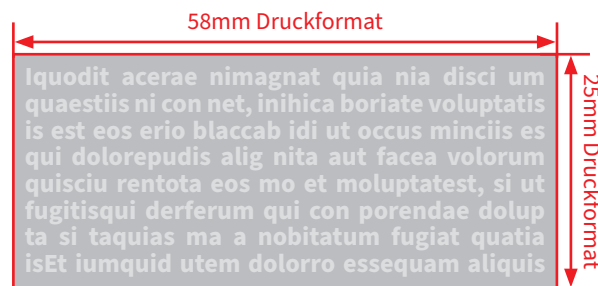 58mm Druckformat
Iquodit acerae nimagnat quia nia disci um
quaestiis ni con net, inihica boriate voluptatis
is est eos erio blaccab idi ut occus minciis es
qui dolorepudis alig nita aut facea volorum
quisciu rentota eos mo et moluptatest, si ut
fugitisqui derferum qui con porendae dolup
ta si taquias ma a nobitatum fugiat quatia
isEt iumquid utem dolorro essequam aliquis
25mm Druckformat